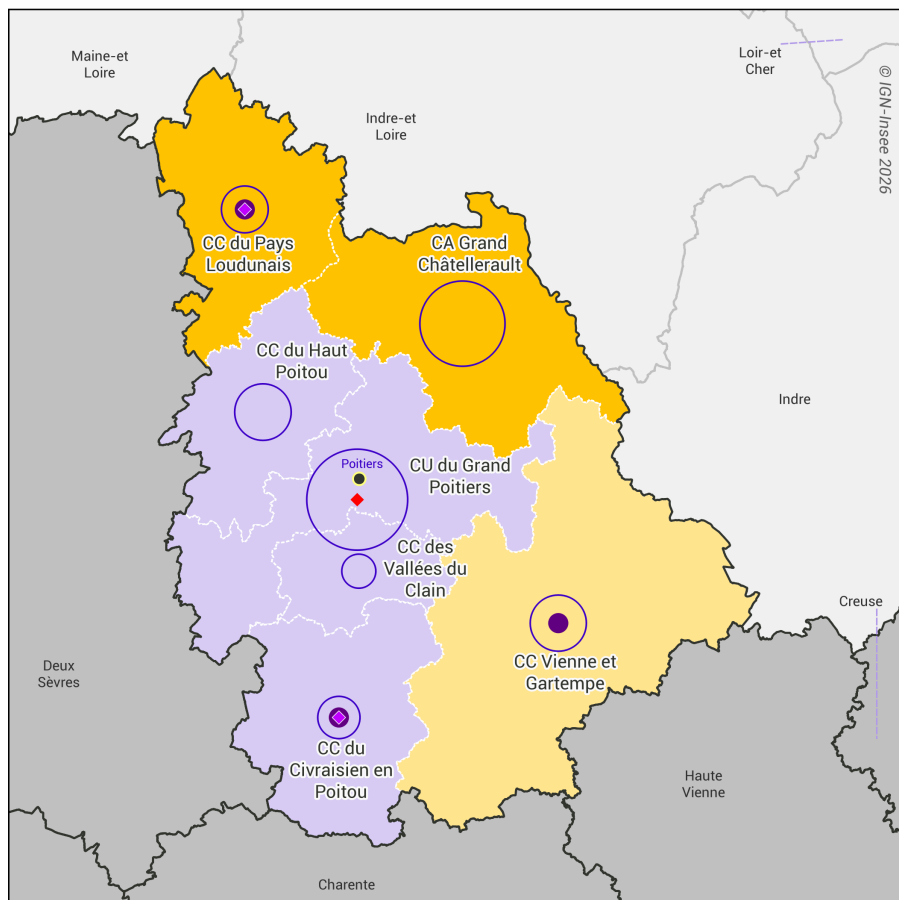 Maine-et
Loire
Loir-et
Cher
© IGN-Insee 2026
Indre-et
Loire
CC du Pays
Loudunais
CA Grand
Châtellerault
CC du Haut
Poitou
Indre
Poitiers
CU du Grand
Poitiers
CC des
Vallées du
Clain
Creuse
CC Vienne et
Gartempe
Deux
Sèvres
CC du
Civraisien en
Poitou
Haute
Vienne
Charente